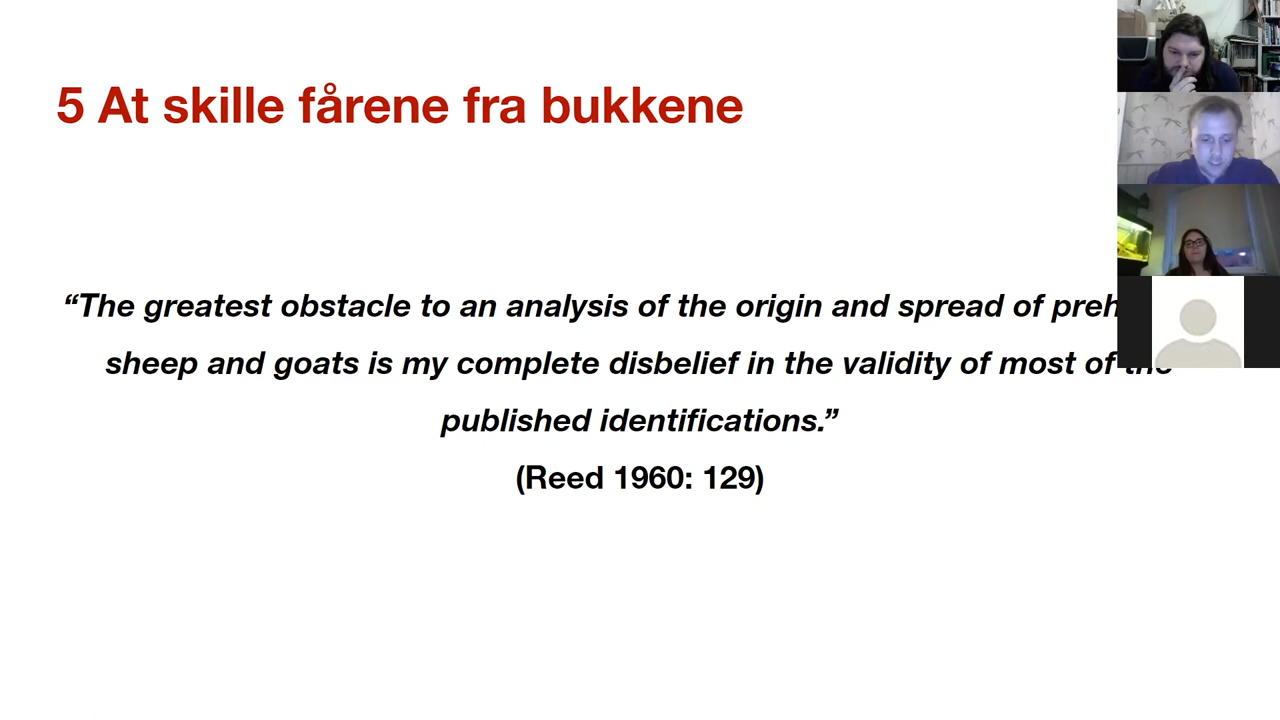 5 At skille fårene fra bukkene
“The greatest obstacle to an analysis of the origin and spread of
sheep and goats is my complete disbelief in the validity of most of the
published identifications.”
(Reed 1960: 129)